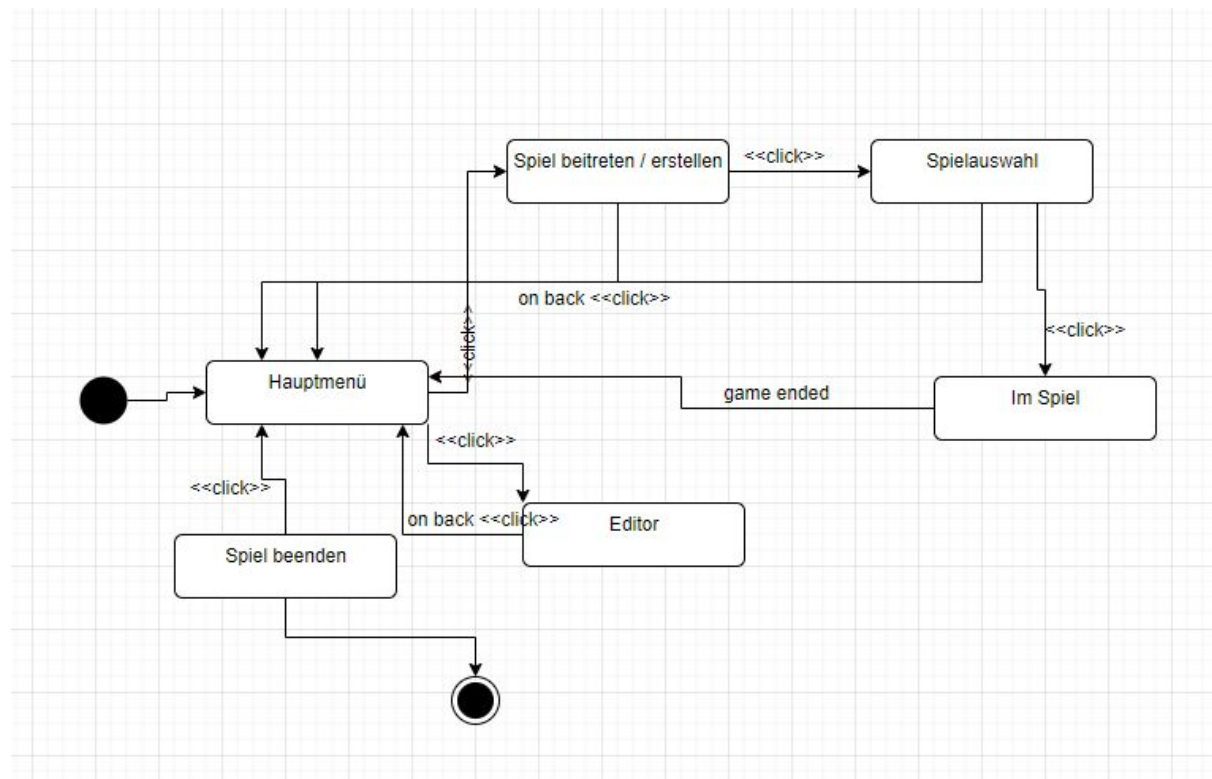 Spiel beitreten / erstellen
<<click>>
Spielauswahl
on back <<click>>
<<click>>
<<click>>
Hauptmenü
game ended
Im Spiel
<<click>>
<<click>>
on back <<click>>
Editor
Spiel beenden